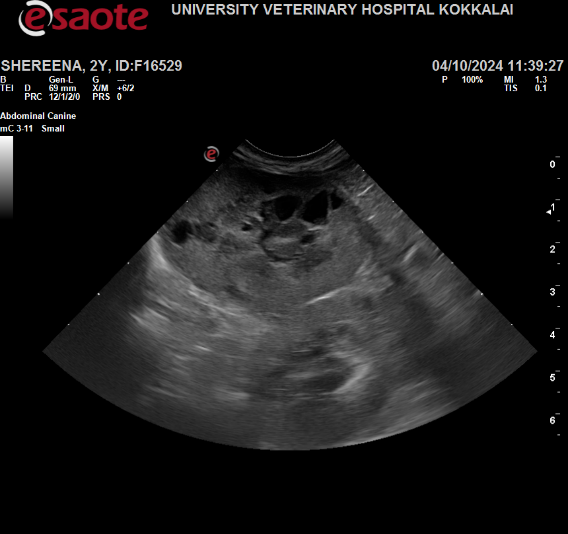 esaote
UNIVERSITY VETERINARY HOSPITAL KOKKALAI
SHEREENA, 2Y, ID:F16529
04/10/2024 11:39:27
B Gen-L G ---
TEI D 69 mm X/M +6/2
PRC 12/1/2/0 PRS 0
P 100% MI 1.3
TIS 0.1
Abdominal Canine
mC 3-11 Small
e
0
1
2
3
4
5
6